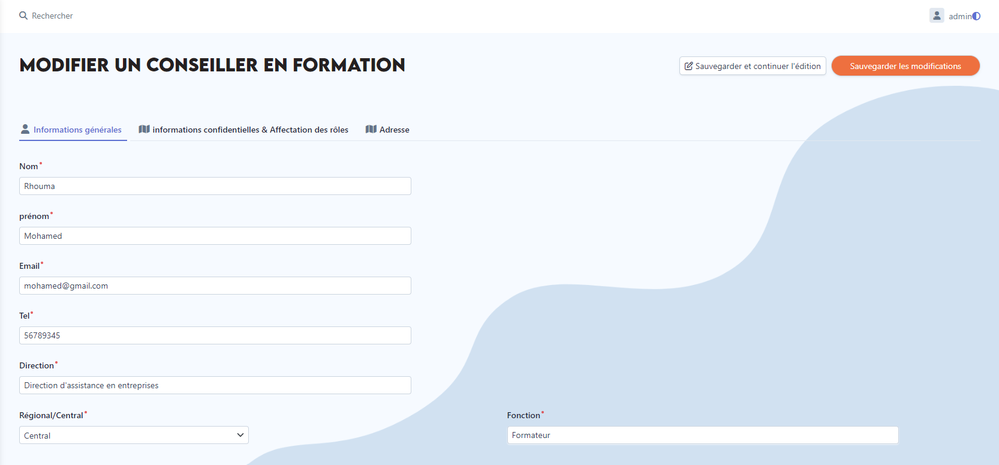 Rechercher
admin
MODIFIER UN CONSEILLER EN FORMATION
Sauvegarder et continuer l'édition
Sauvegarder les modifications
Informations générales
informations confidentielles & Affectation des rôles
Adresse
Nom
Rhouma
prénom
Mohamed
Email
mohamed@gmail.com
Tel
56789345
Direction
Direction d'assistance en entreprises
Régional/Central
Central
Fonction
Formateur